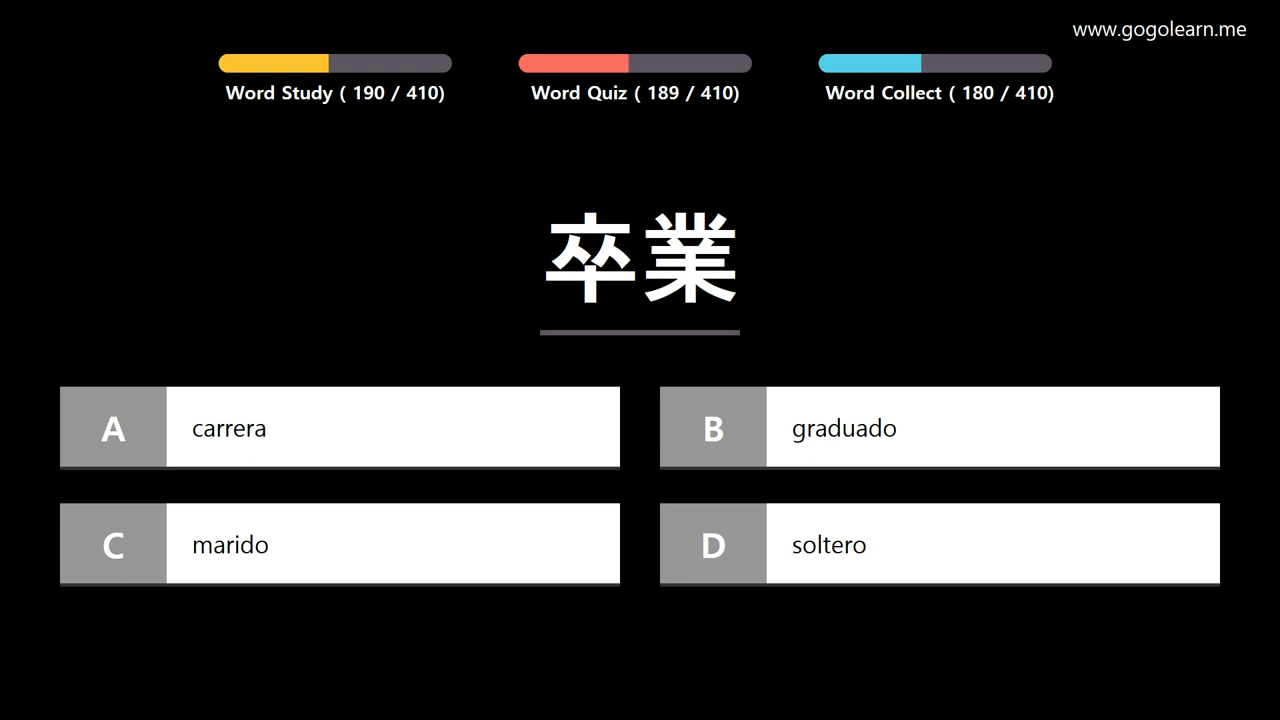 www.gogolearn.me
Word Study ( 190 / 410)
Word Quiz ( 189 / 410)
Word Collect ( 180 / 410)
卒業
A carrera
B graduado
C marido
D soltero